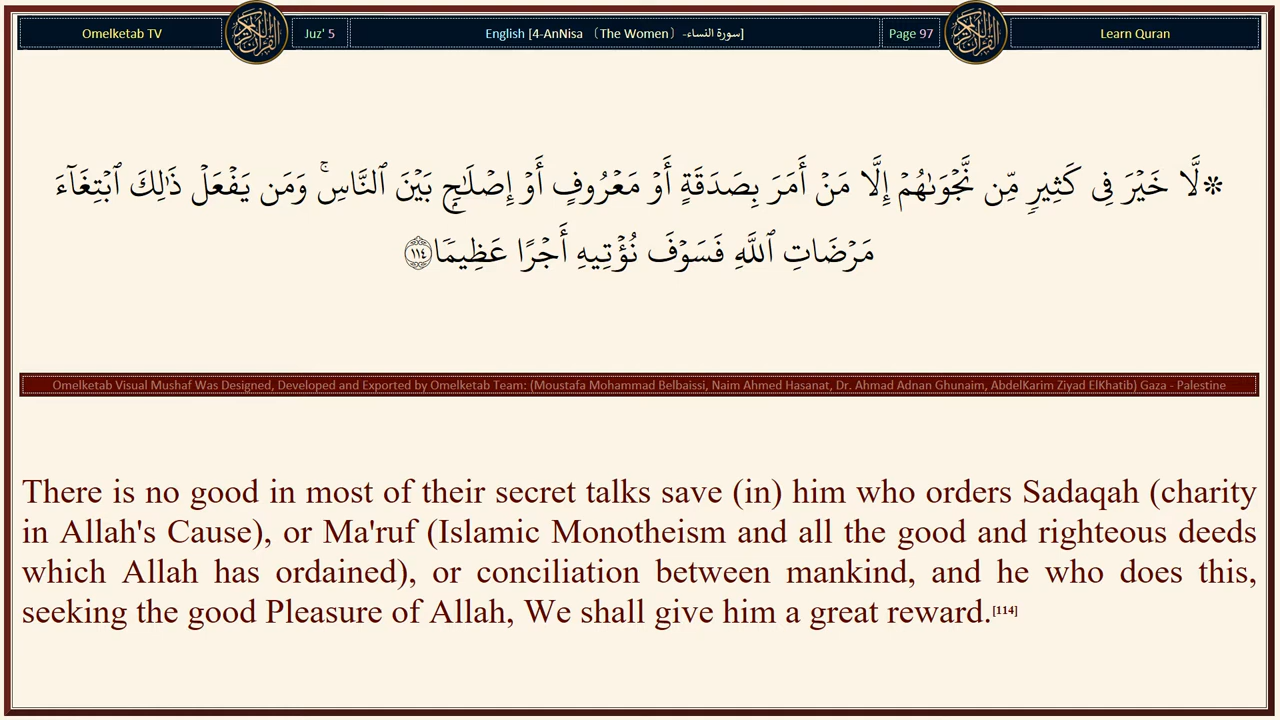 Omelketab TV
Juz' 5
English [4-AnNisa （The Women）-سورة النساء]
Page 97
Learn Quran
۞لَّا خَيۡرَ فِي كَثِيرٖ مِّن نَّجۡوَىٰهُمۡ إِلَّا مَنۡ أَمَرَ بِصَدَقَةٍ أَوۡ مَعۡرُوفٍ أَوۡ إِصۡلَٰحِۭ بَيۡنَ ٱلنَّاسِۚ وَمَن يَفۡعَلۡ ذَٰلِكَ ٱبۡتِغَآءَ
مَرۡضَاتِ ٱللَّهِ فَسَوۡفَ نُؤۡتِيهِ أَجۡرًا عَظِيمٗا ١١٤
Omelketab Visual Mushaf Was Designed, Developed and Exported by Omelketab Team: (Moustafa Mohammad Belbaissi, Naim Ahmed Hasanat, Dr. Ahmad Adnan Ghunaim, AbdelKarim Ziyad ElKhatib) Gaza - Palestine
There is no good in most of their secret talks save (in) him who orders Sadaqah (charity
in Allah's Cause), or Ma'ruf (Islamic Monotheism and all the good and righteous deeds
which Allah has ordained), or conciliation between mankind, and he who does this,
seeking the good Pleasure of Allah, We shall give him a great reward.[114]